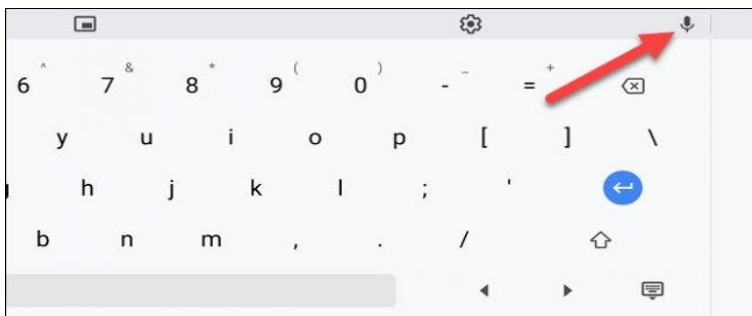 6 ^ 7 & 8 * 9 ( 0 ) - _ = +
y u i o p [ ] \
h j k l ; '
b n m , . /